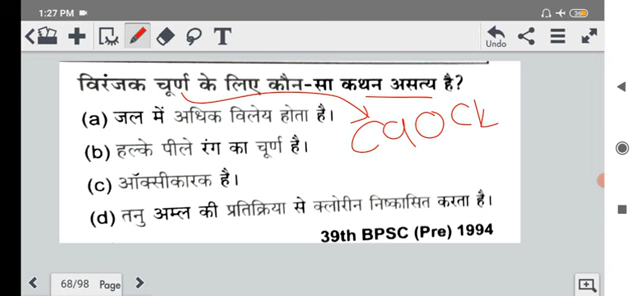 1:27 PM
T
Undo
विरंजक चूर्ण के लिए कौन-सा कथन असत्य है?
(a) जल में अधिक विलेय होता है।
CaOCl
(b) हल्के पीले रंग का चूर्ण है।
(c) ऑक्सीकारक है।
(d) तनु अम्ल की प्रतिक्रिया से क्लोरीन निष्कासित करता है।
39th BPSC (Pre) 1994
68/98 Page